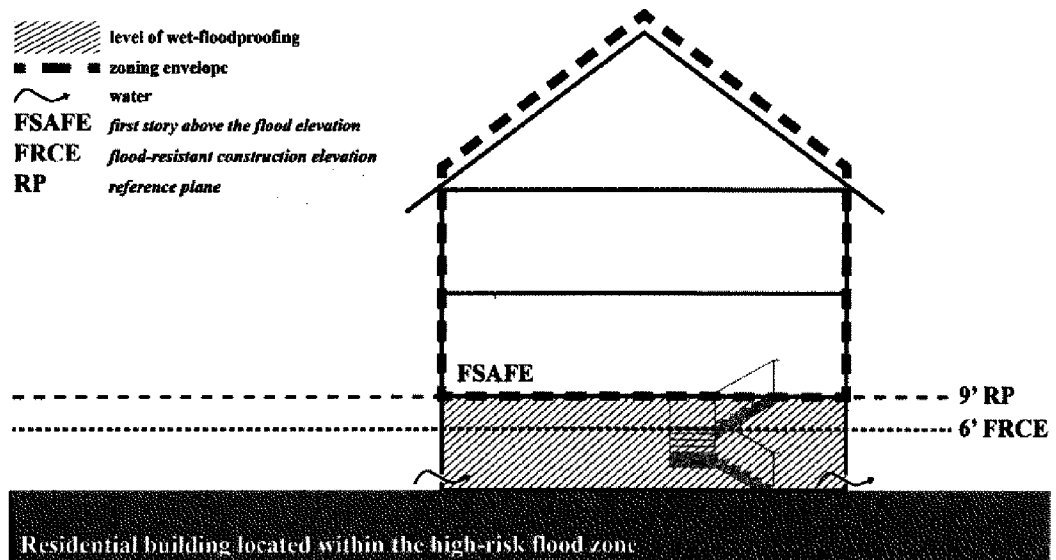 level of wet-floodproofing
zoning envelope
water
FSAFE first story above the flood elevation
FRCE flood-resistant construction elevation
RP reference plane
FSAFE
9' RP
6' FRCE
Residential building located within the high-risk flood zone